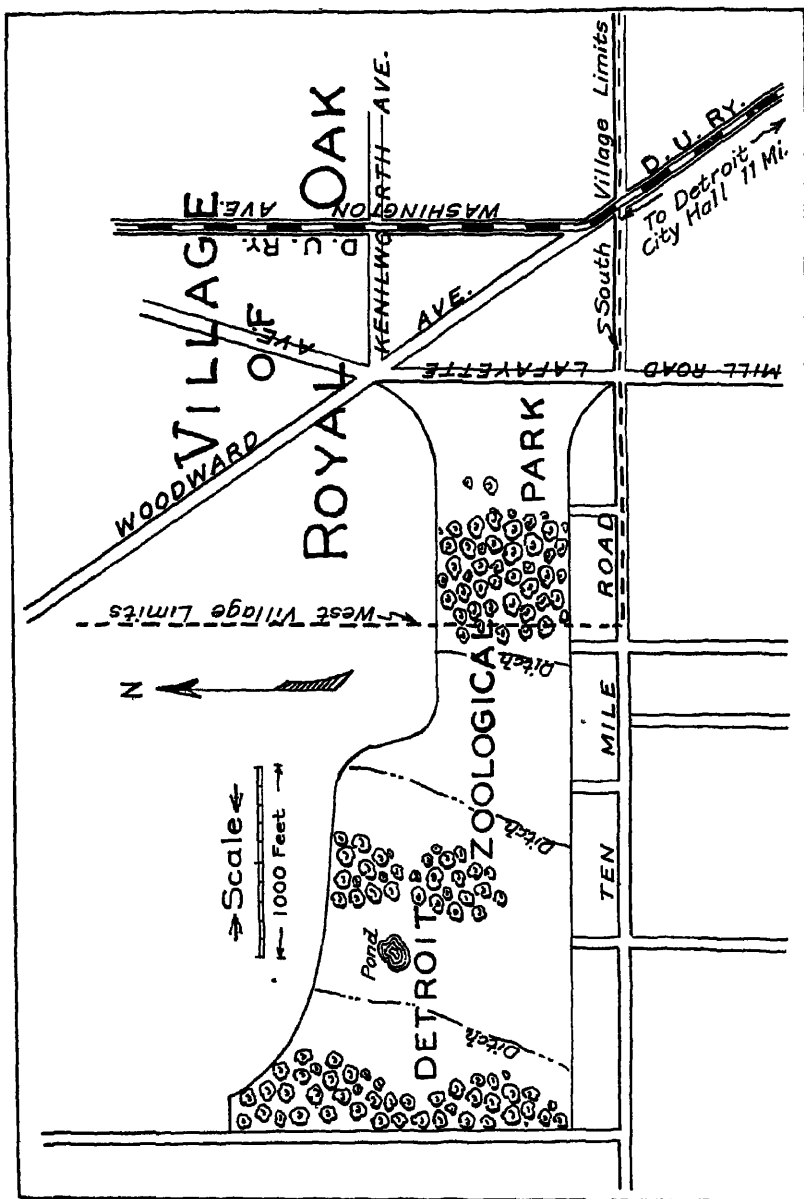 VILLAGE
OF
ROYAL OAK
WOODWARD AVE.
AVE.
KENILWORTH AVE.
WASHINGTON AVE.
D. U. RY.
LAFAYETTE
MILL ROAD
South Village Limits
D. U. RY.
To Detroit
City Hall 11 Mi.
West Village Limits
N
Scale
1000 Feet
DETROIT ZOOLOGICAL PARK
Pond
Ditch
Ditch
Ditch
TEN MILE ROAD